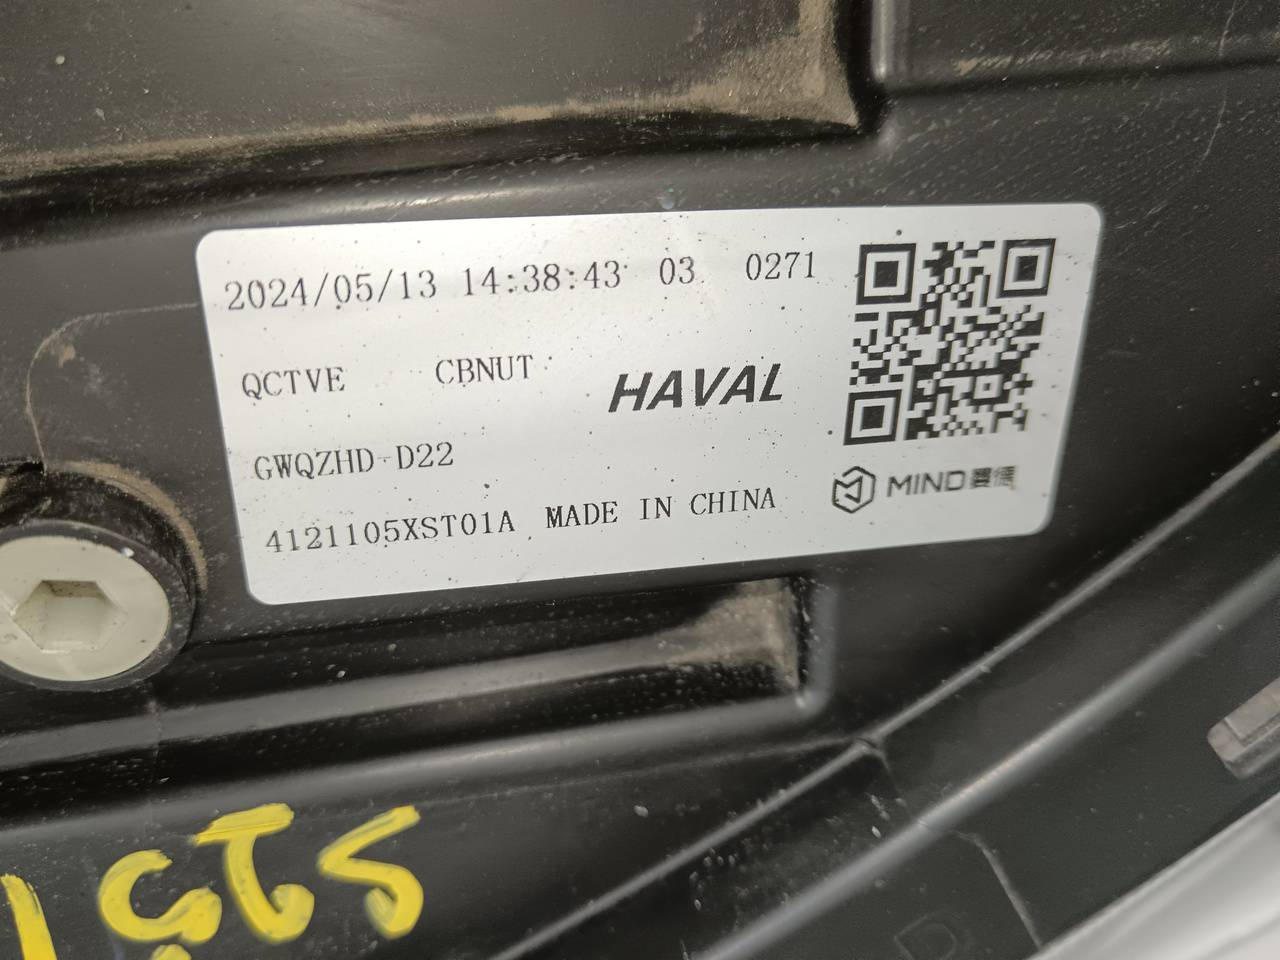 2024/05/13 14:38:43 03 0271
QCTVE CBNUT
HAVAL
GWQZHD-D22
4121105XST01A MADE IN CHINA
MIND